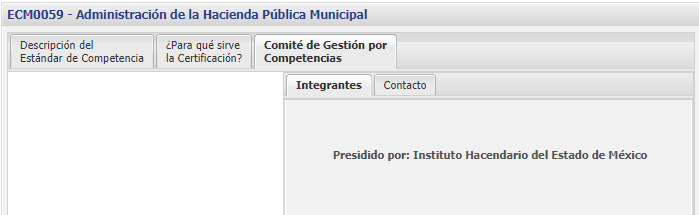 ECM0059 - Administración de la Hacienda Pública Municipal
Descripción del
Estándar de Competencia
¿Para qué sirve
la Certificación?
Comité de Gestión por
Competencias
Integrantes
Contacto
Presidido por: Instituto Hacendario del Estado de México